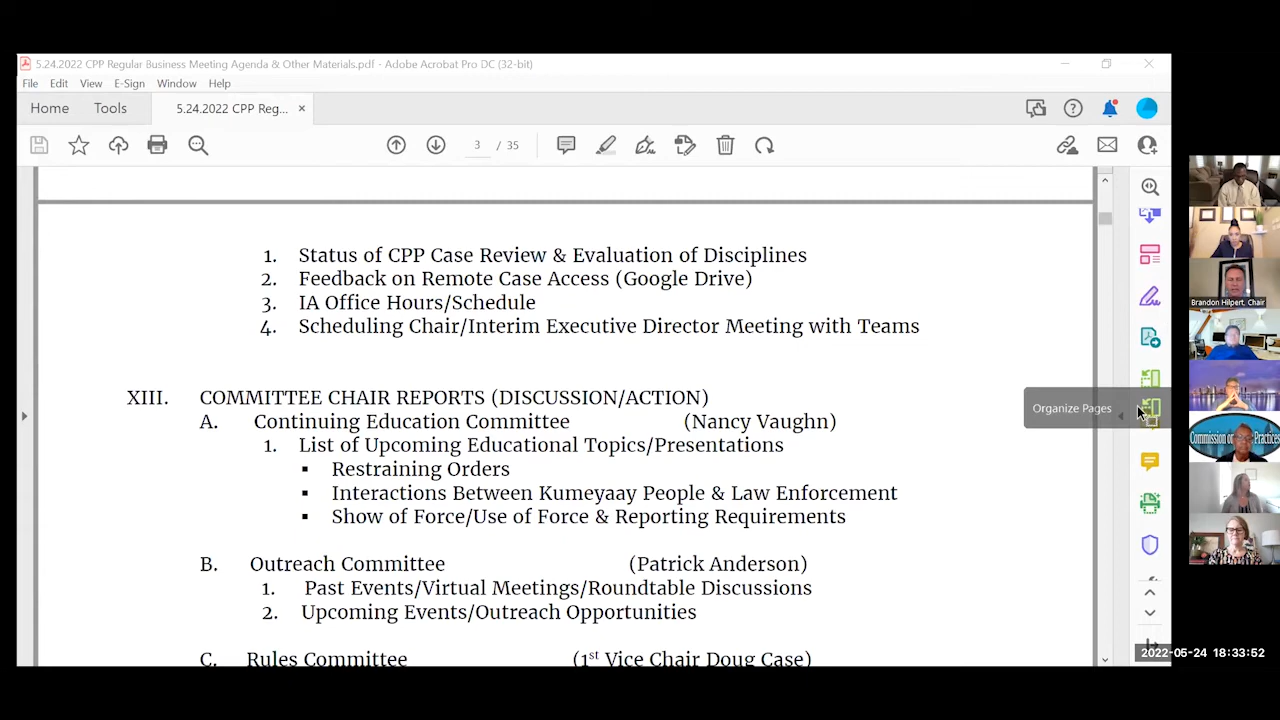 5.24.2022 CPP Regular Business Meeting Agenda & Other Materials.pdf - Adobe Acrobat Pro DC (32-bit)
File Edit View E-Sign Window Help
Home Tools 5.24.2022 CPP Reg... ×
3 / 35
1. Status of CPP Case Review & Evaluation of Disciplines
2. Feedback on Remote Case Access (Google Drive)
3. IA Office Hours/Schedule
4. Scheduling Chair/Interim Executive Director Meeting with Teams
XIII. COMMITTEE CHAIR REPORTS (DISCUSSION/ACTION)
A. Continuing Education Committee (Nancy Vaughn)
1. List of Upcoming Educational Topics/Presentations
▪ Restraining Orders
▪ Interactions Between Kumeyaay People & Law Enforcement
▪ Show of Force/Use of Force & Reporting Requirements
B. Outreach Committee (Patrick Anderson)
1. Past Events/Virtual Meetings/Roundtable Discussions
2. Upcoming Events/Outreach Opportunities
C. Rules Committee (1st Vice Chair Doug Case)
Organize Pages
Brandon Hilpert, Chair
Commission on Practices
2022-05-24 18:33:52